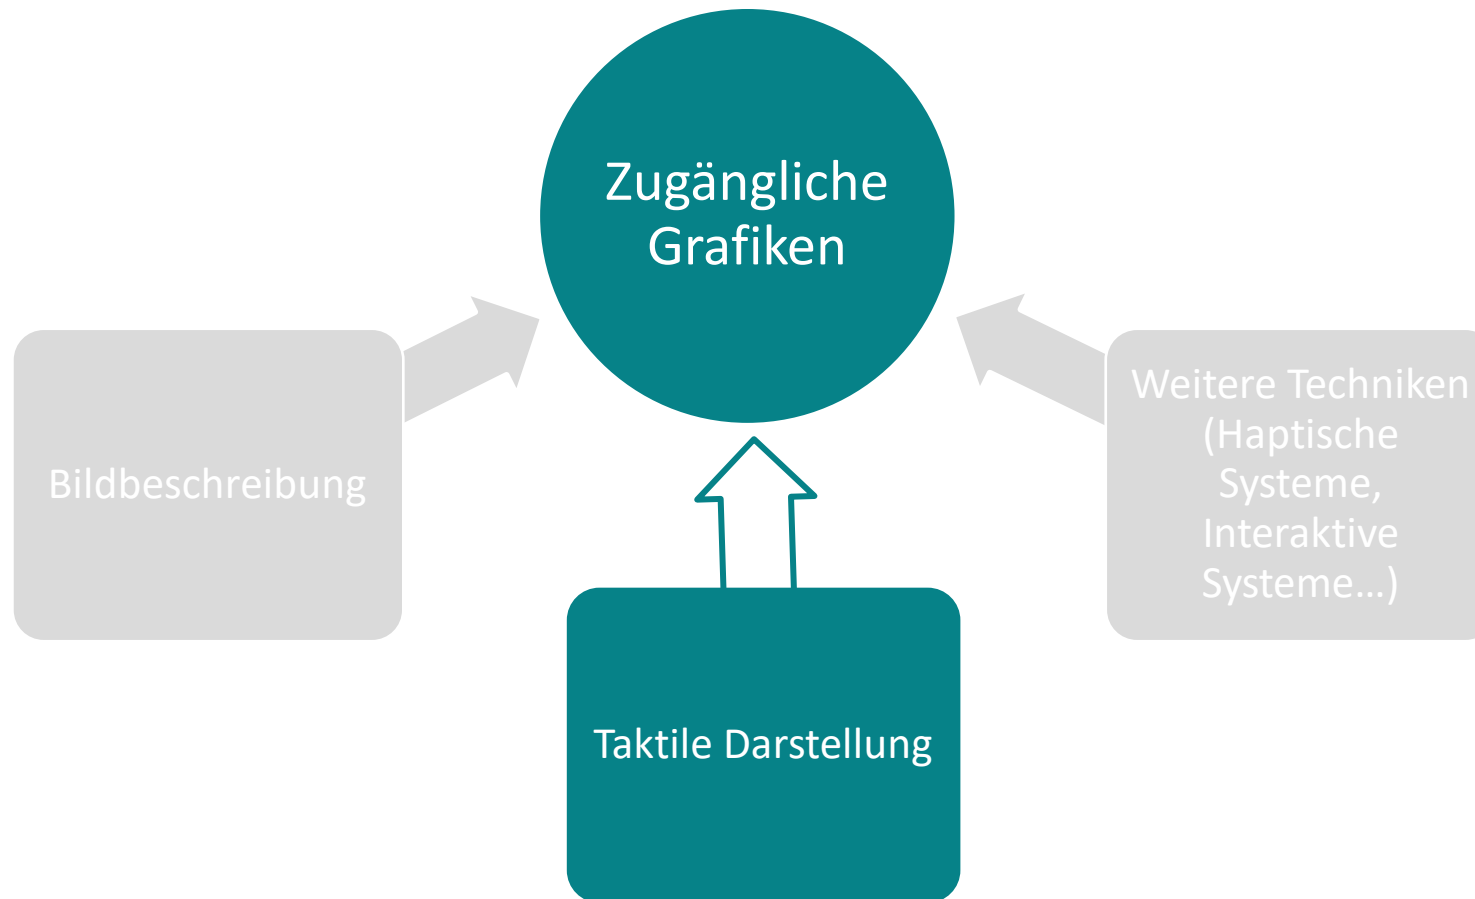 Zugängliche
Grafiken
Bildbeschreibung
Weitere Techniken
(Haptische
Systeme,
Interaktive
Systeme...)
Taktile Darstellung